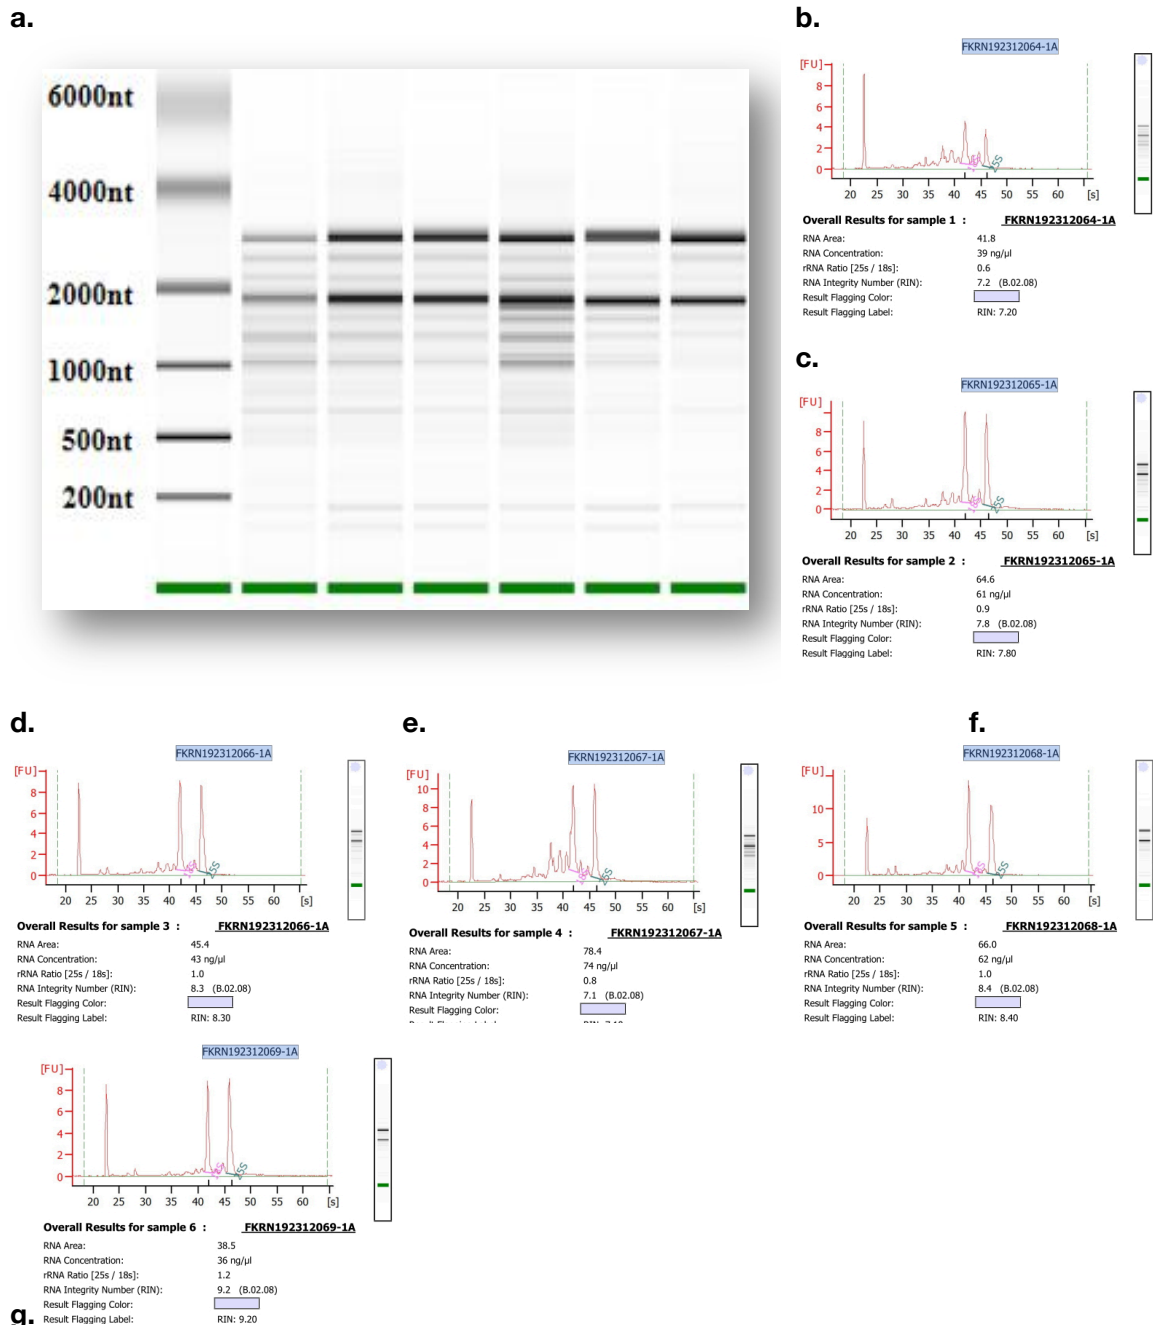 a.
6000nt
4000nt
2000nt
1000nt
500nt
200nt
b.
FKRN192312064-1A
[FU]
8
6
4
2
0
18S
25S
20 25 30 35 40 45 50 55 60 [s]
Overall Results for sample 1 : FKRN192312064-1A
RNA Area: 41.8
RNA Concentration: 39 ng/µl
rRNA Ratio [25s / 18s]: 0.6
RNA Integrity Number (RIN): 7.2 (B.02.08)
Result Flagging Color:
Result Flagging Label: RIN: 7.20
c.
FKRN192312065-1A
[FU]
8
6
4
2
0
18S
25S
20 25 30 35 40 45 50 55 60 [s]
Overall Results for sample 2 : FKRN192312065-1A
RNA Area: 64.6
RNA Concentration: 61 ng/µl
rRNA Ratio [25s / 18s]: 0.9
RNA Integrity Number (RIN): 7.8 (B.02.08)
Result Flagging Color:
Result Flagging Label: RIN: 7.80
d.
FKRN192312066-1A
[FU]
8
6
4
2
0
18S
25S
20 25 30 35 40 45 50 55 60 [s]
Overall Results for sample 3 : FKRN192312066-1A
RNA Area: 45.4
RNA Concentration: 43 ng/µl
rRNA Ratio [25s / 18s]: 1.0
RNA Integrity Number (RIN): 8.3 (B.02.08)
Result Flagging Color:
Result Flagging Label: RIN: 8.30
e.
FKRN192312067-1A
[FU]
10
8
6
4
2
0
18S
25S
20 25 30 35 40 45 50 55 60 [s]
Overall Results for sample 4 : FKRN192312067-1A
RNA Area: 78.4
RNA Concentration: 74 ng/µl
rRNA Ratio [25s / 18s]: 0.8
RNA Integrity Number (RIN): 7.1 (B.02.08)
Result Flagging Color:
f.
FKRN192312068-1A
[FU]
10
5
0
18S
25S
20 25 30 35 40 45 50 55 60 [s]
Overall Results for sample 5 : FKRN192312068-1A
RNA Area: 66.0
RNA Concentration: 62 ng/µl
rRNA Ratio [25s / 18s]: 1.0
RNA Integrity Number (RIN): 8.4 (B.02.08)
Result Flagging Color:
Result Flagging Label: RIN: 8.40
FKRN192312069-1A
[FU]
8
6
4
2
0
18S
25S
20 25 30 35 40 45 50 55 60 [s]
Overall Results for sample 6 : FKRN192312069-1A
RNA Area: 38.5
RNA Concentration: 36 ng/µl
rRNA Ratio [25s / 18s]: 1.2
RNA Integrity Number (RIN): 9.2 (B.02.08)
Result Flagging Color:
g.
Result Flagging Label: RIN: 9.20